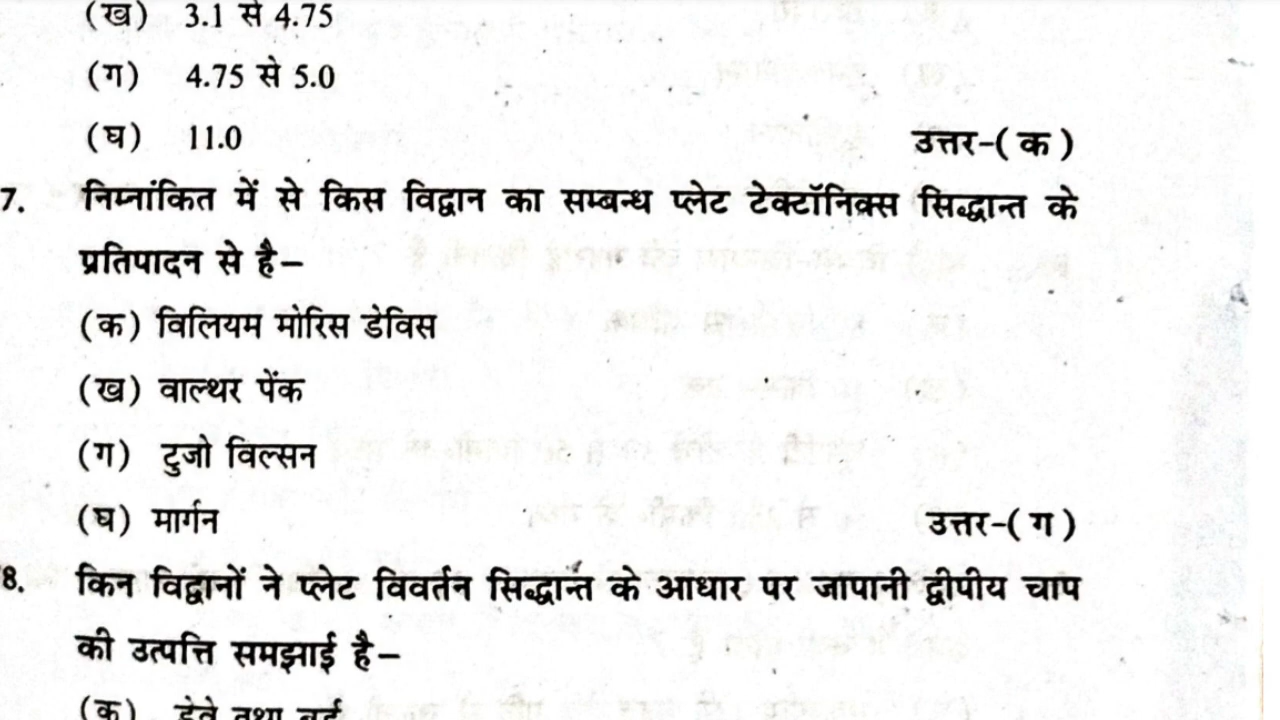 (ख) 3.1 से 4.75
(ग) 4.75 से 5.0
(घ) 11.0 उत्तर-( क )
7. निम्नांकित में से किस विद्वान का सम्बन्ध प्लेट टेक्टॉनिक्स सिद्धान्त के
प्रतिपादन से है–
(क) विलियम मोरिस डेविस
(ख) वाल्थर पेंक
(ग) टुजो विल्सन
(घ) मार्गन उत्तर-( ग )
8. किन विद्वानों ने प्लेट विवर्तन सिद्धान्त के आधार पर जापानी द्वीपीय चाप
की उत्पत्ति समझाई है–
(क) तथा